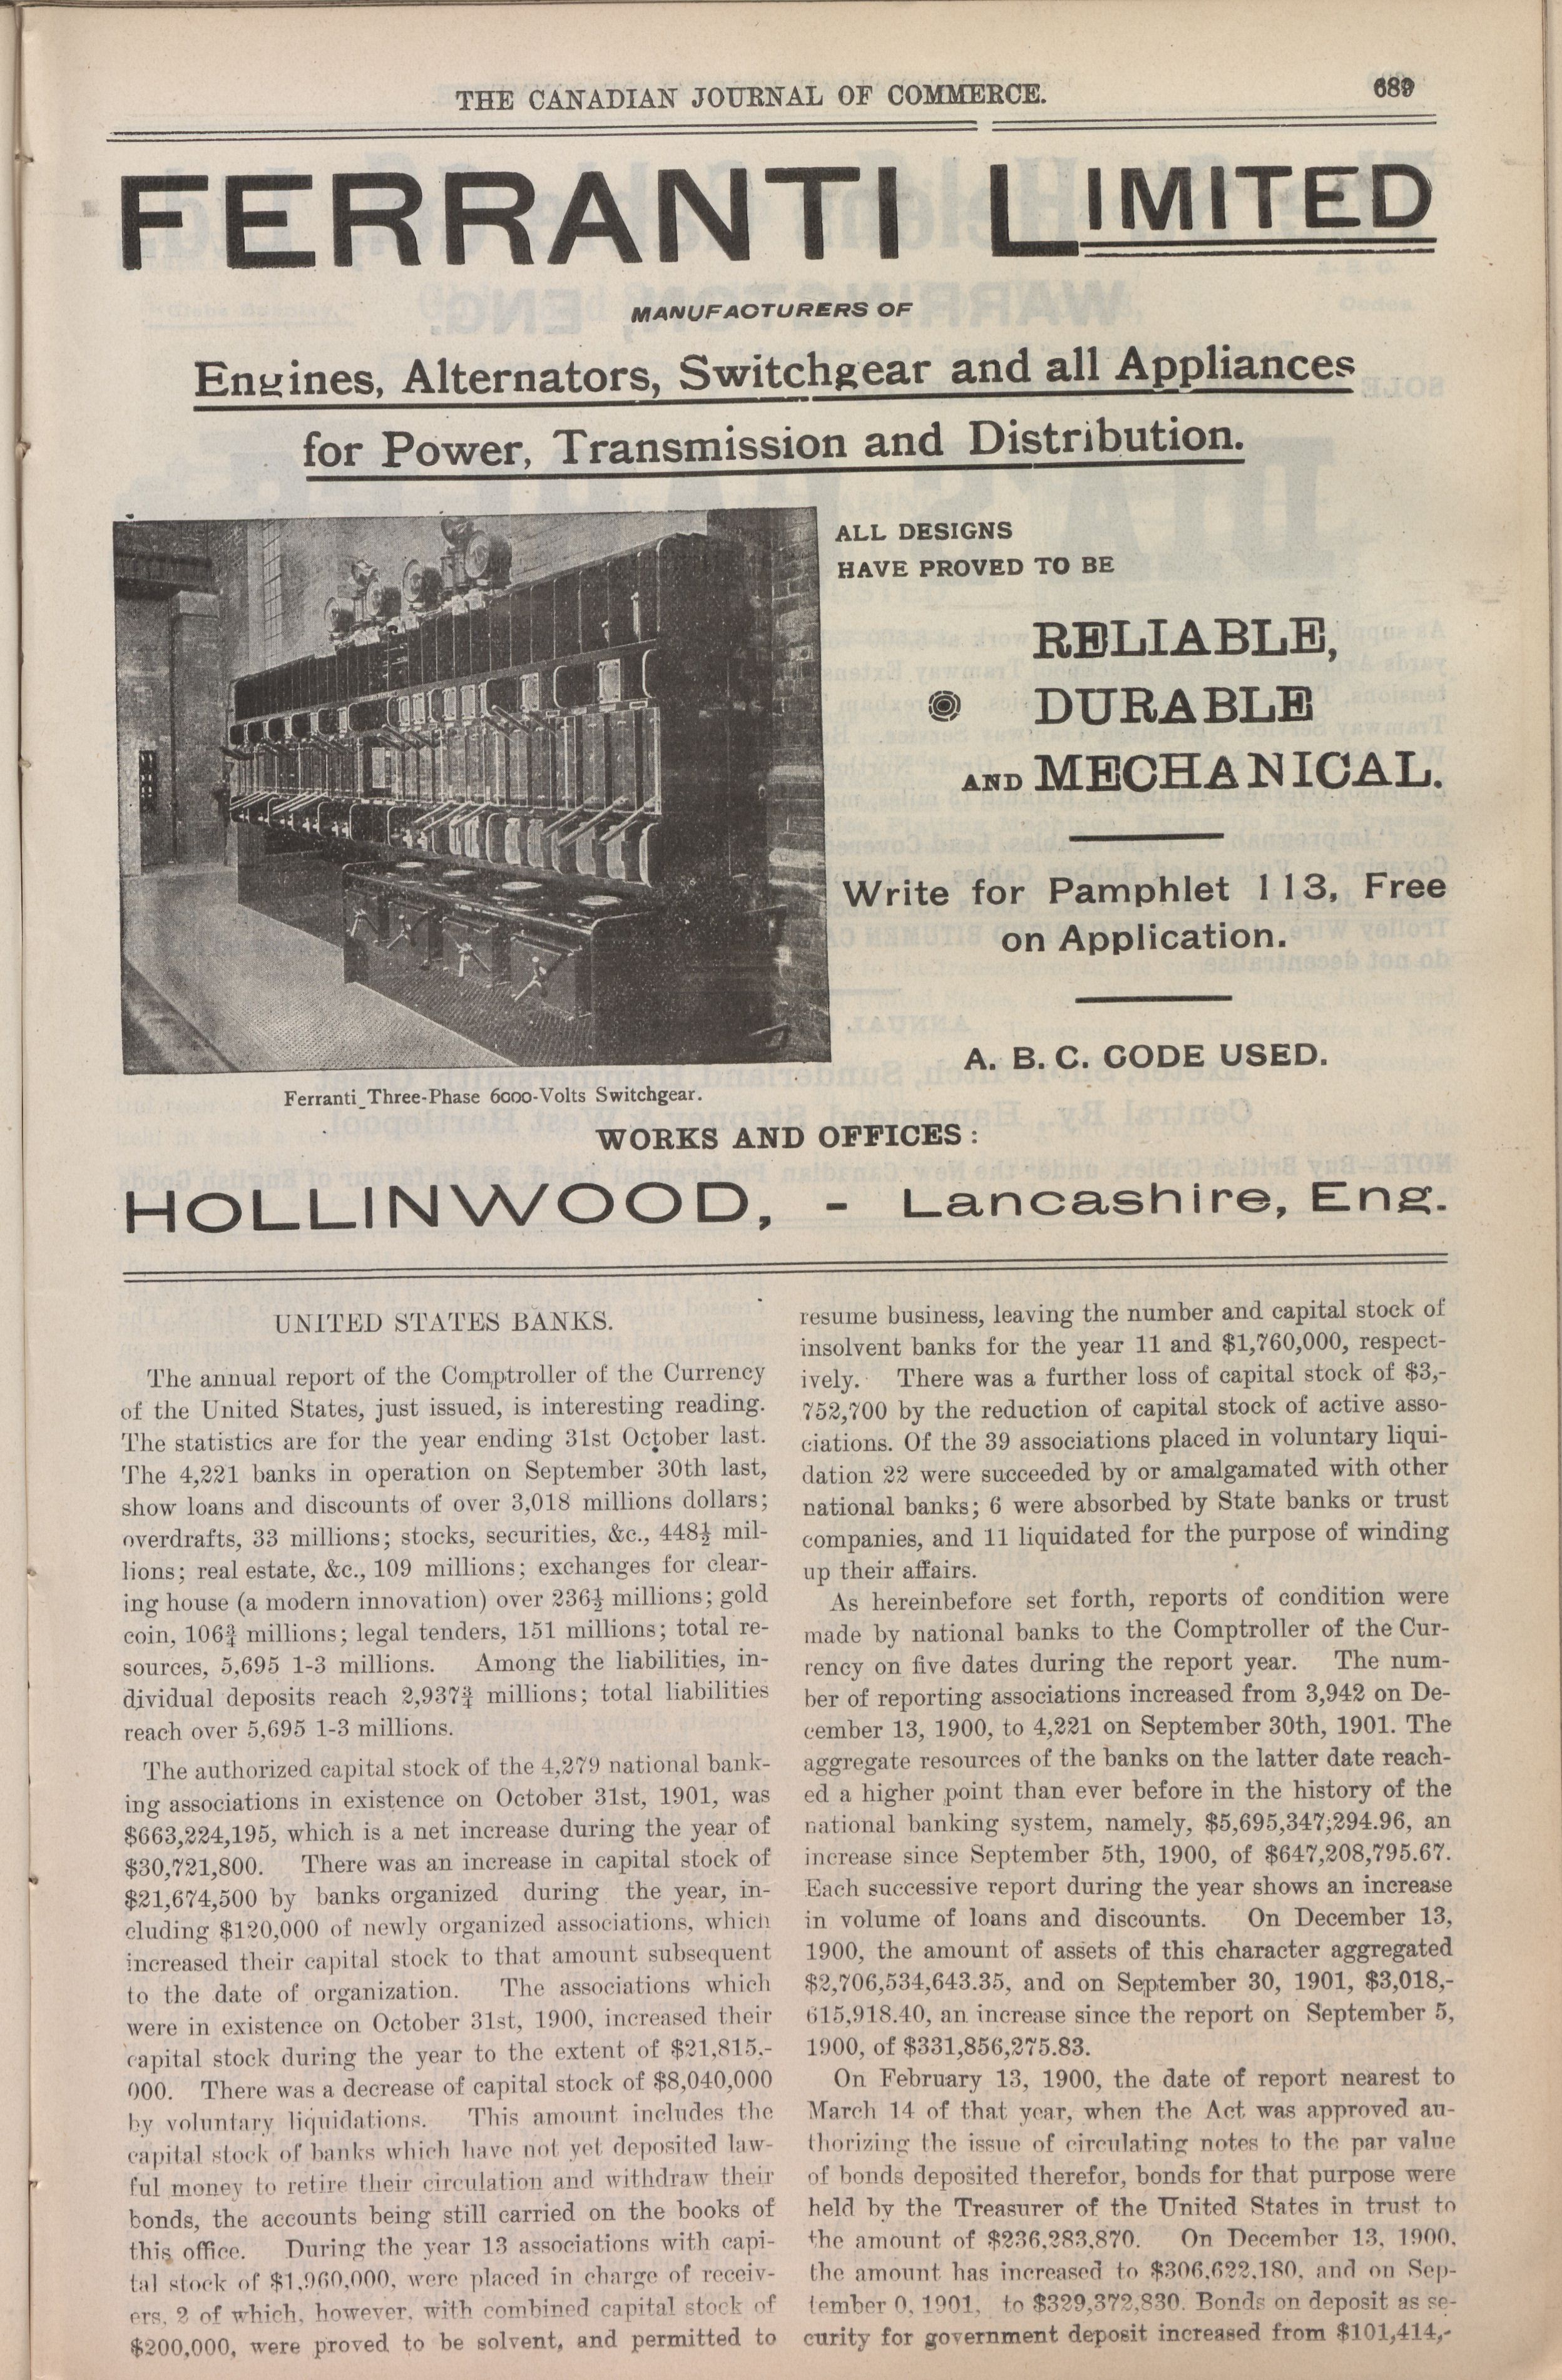 THE CANADIAN JOURNAL OF COMMERCE.
689
FERRANTI LIMITED
MANUFACTURERS OF
Engines, Alternators, Switchgear and all Appliances
for Power, Transmission and Distribution.
ALL DESIGNS
HAVE PROVED TO BE
RELIABLE,
DURABLE
AND MECHANICAL.
Write for Pamphlet 113, Free
on Application.
A. B. C. CODE USED.
Ferranti Three-Phase 6000-Volts Switchgear.
WORKS AND OFFICES:
HOLLINWOOD, - Lancashire, Eng.
UNITED STATES BANKS.
The annual report of the Comptroller of the Currency
of the United States, just issued, is interesting reading.
The statistics are for the year ending 31st October last.
The 4,221 banks in operation on September 30th last,
show loans and discounts of over 3,018 millions dollars;
overdrafts, 33 millions; stocks, securities, &c., 448½ mil-
lions; real estate, &c., 109 millions; exchanges for clear-
ing house (a modern innovation) over 236½ millions; gold
coin, 106¾ millions; legal tenders, 151 millions; total re-
sources, 5,695 1-3 millions. Among the liabilities, in-
dividual deposits reach 2,937¾ millions; total liabilities
reach over 5,695 1-3 millions.
The authorized capital stock of the 4,279 national bank-
ing associations in existence on October 31st, 1901, was
$663,224,195, which is a net increase during the year of
$30,721,800. There was an increase in capital stock of
$21,674,500 by banks organized during the year, in-
cluding $120,000 of newly organized associations, which
increased their capital stock to that amount subsequent
to the date of organization. The associations which
were in existence on October 31st, 1900, increased their
capital stock during the year to the extent of $21,815,-
000. There was a decrease of capital stock of $8,040,000
by voluntary liquidations. This amount includes the
capital stock of banks which have not yet deposited law-
ful money to retire their circulation and withdraw their
bonds, the accounts being still carried on the books of
this office. During the year 13 associations with capi-
tal stock of $1,960,000, were placed in charge of receiv-
ers, 2 of which, however, with combined capital stock of
$200,000, were proved to be solvent, and permitted to
resume business, leaving the number and capital stock of
insolvent banks for the year 11 and $1,760,000, respect-
ively. There was a further loss of capital stock of $3,-
752,700 by the reduction of capital stock of active asso-
ciations. Of the 39 associations placed in voluntary liqui-
dation 22 were succeeded by or amalgamated with other
national banks; 6 were absorbed by State banks or trust
companies, and 11 liquidated for the purpose of winding
up their affairs.
As hereinbefore set forth, reports of condition were
made by national banks to the Comptroller of the Cur-
rency on five dates during the report year. The num-
ber of reporting associations increased from 3,942 on De-
cember 13, 1900, to 4,221 on September 30th, 1901. The
aggregate resources of the banks on the latter date reach-
ed a higher point than ever before in the history of the
national banking system, namely, $5,695,347;294.96, an
increase since September 5th, 1900, of $647,208,795.67.
Each successive report during the year shows an increase
in volume of loans and discounts. On December 13,
1900, the amount of assets of this character aggregated
$2,706,534,643.35, and on September 30, 1901, $3,018,-
615,918.40, an increase since the report on September 5,
1900, of $331,856,275.83.
On February 13, 1900, the date of report nearest to
March 14 of that year, when the Act was approved au-
thorizing the issue of circulating notes to the par value
of bonds deposited therefor, bonds for that purpose were
held by the Treasurer of the United States in trust to
the amount of $236,283,870. On December 13, 1900,
the amount has increased to $306,622,180, and on Sep-
tember 0, 1901, to $329,372,830. Bonds on deposit as se-
curity for government deposit increased from $101,414,-